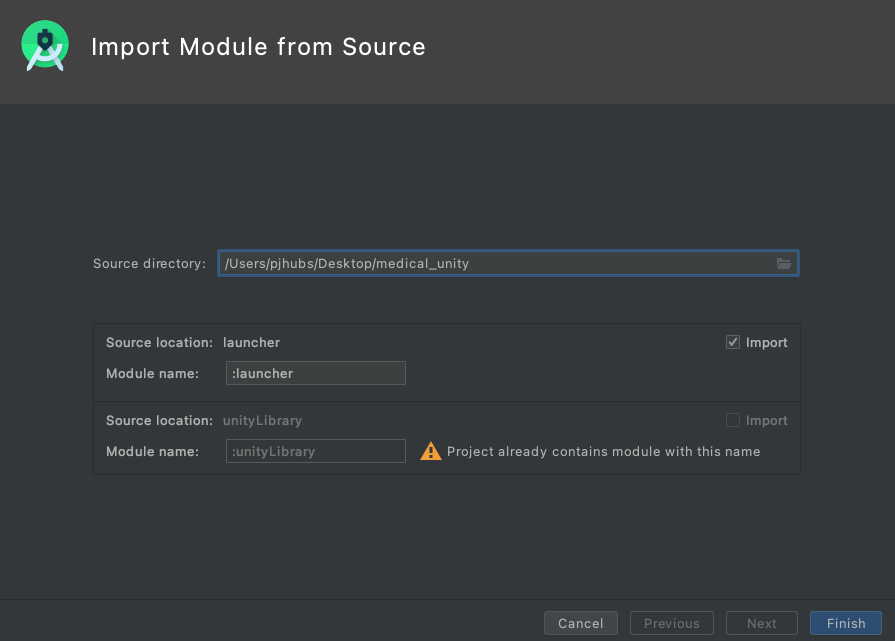 Import Module from Source
Source directory: /Users/pjhubs/Desktop/medical_unity
Source location: launcher Import
Module name: :launcher
Source location: unityLibrary Import
Module name: :unityLibrary Project already contains module with this name
Cancel Previous Next Finish